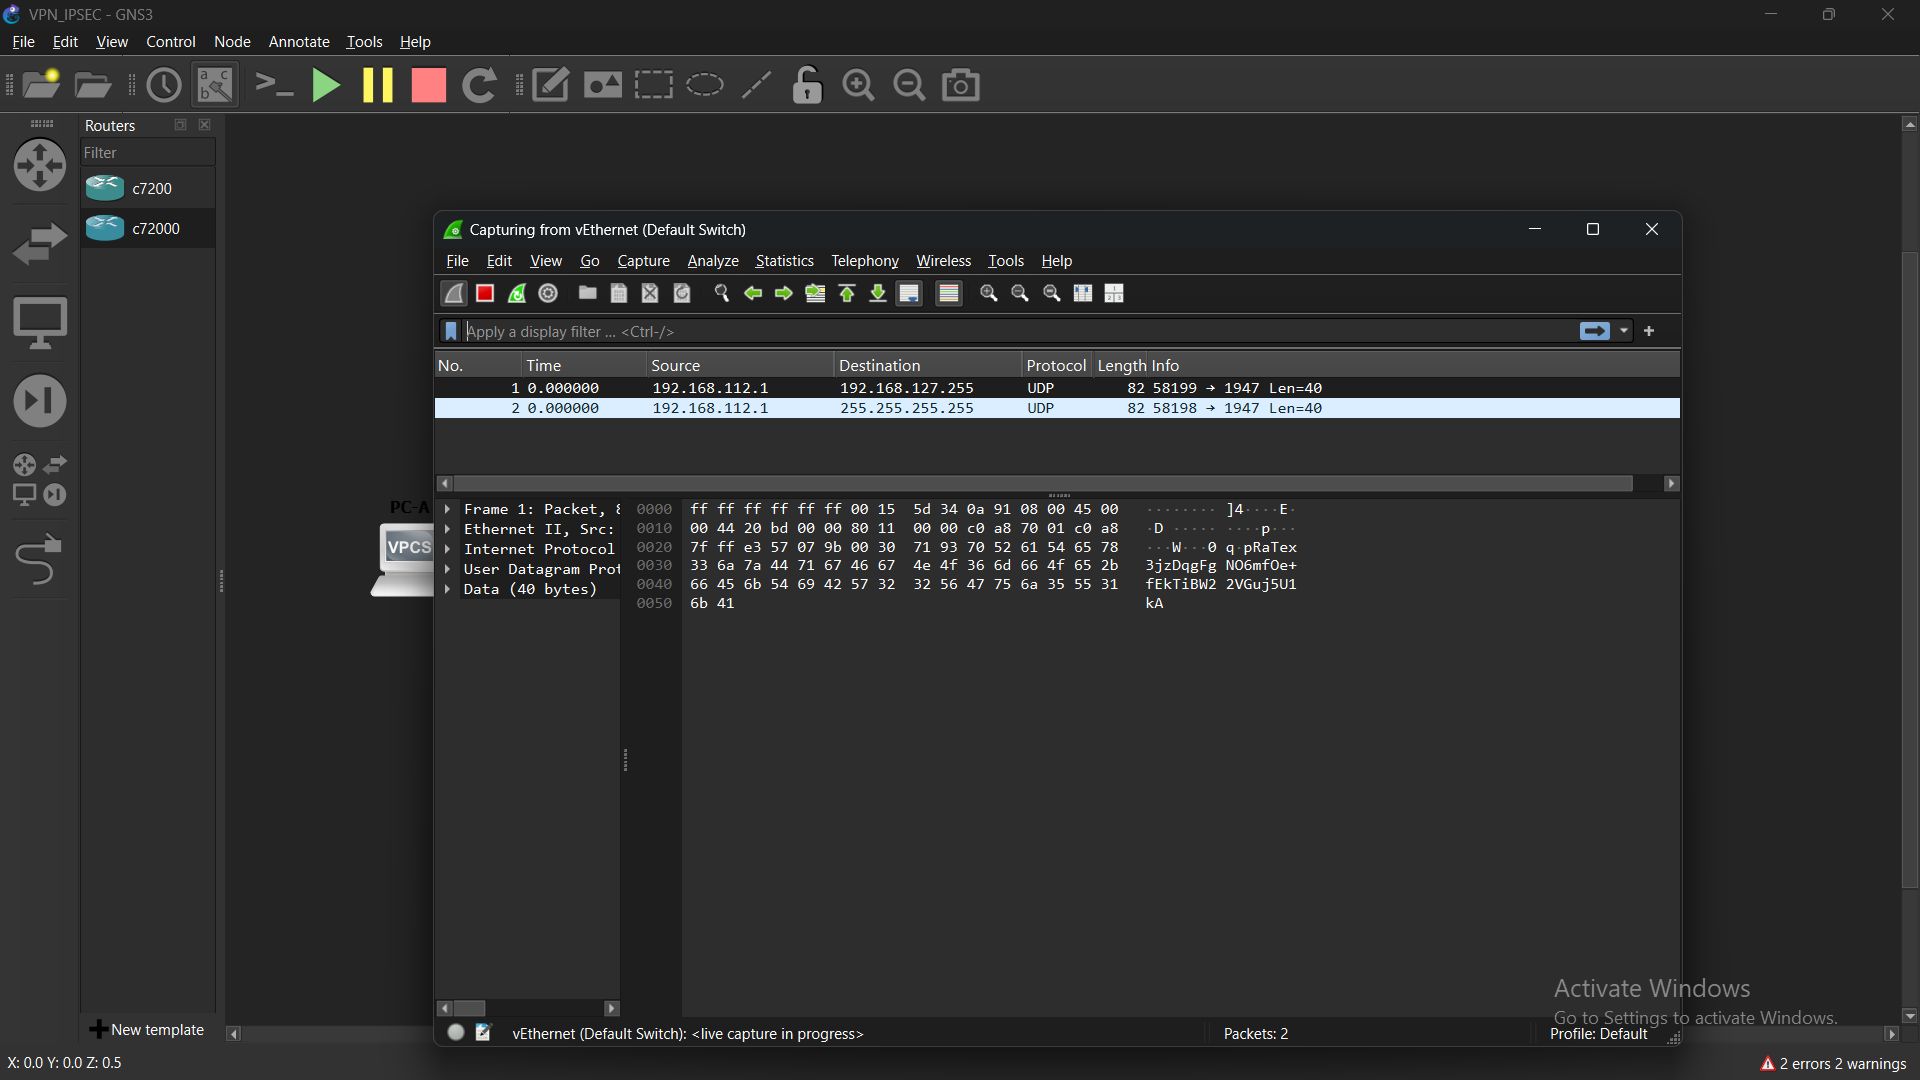 VPN_IPSEC - GNS3
File Edit View Control Node Annotate Tools Help
Routers
Filter
c7200
c72000
PC-A
VPCS
New template
X: 0.0 Y: 0.0 Z: 0.5
2 errors 2 warnings
Capturing from vEthernet (Default Switch)
File Edit View Go Capture Analyze Statistics Telephony Wireless Tools Help
Apply a display filter ... <Ctrl-/>
No. Time Source Destination Protocol Length Info
1 0.000000 192.168.112.1 192.168.127.255 UDP 82 58199 → 1947 Len=40
2 0.000000 192.168.112.1 255.255.255.255 UDP 82 58198 → 1947 Len=40
Frame 1: Packet,
Ethernet II, Src:
Internet Protocol
User Datagram Prot
Data (40 bytes)
0000 ff ff ff ff ff ff 00 15 5d 34 0a 91 08 00 45 00 ········ ]4····E·
0010 00 44 20 bd 00 00 80 11 00 00 c0 a8 70 01 c0 a8 ·D ····· ····p···
0020 7f ff e3 57 07 9b 00 30 71 93 70 52 61 54 65 78 ···W···0 q·pRaTex
0030 33 6a 7a 44 71 67 46 67 4e 4f 36 6d 66 4f 65 2b 3jzDqgFg NO6mfOe+
0040 66 45 6b 54 69 42 57 32 32 56 47 75 6a 35 55 31 fEkTiBW2 2VGuj5U1
0050 6b 41 kA
vEthernet (Default Switch): <live capture in progress>
Packets: 2
Profile: Default
Activate Windows
Go to Settings to activate Windows.